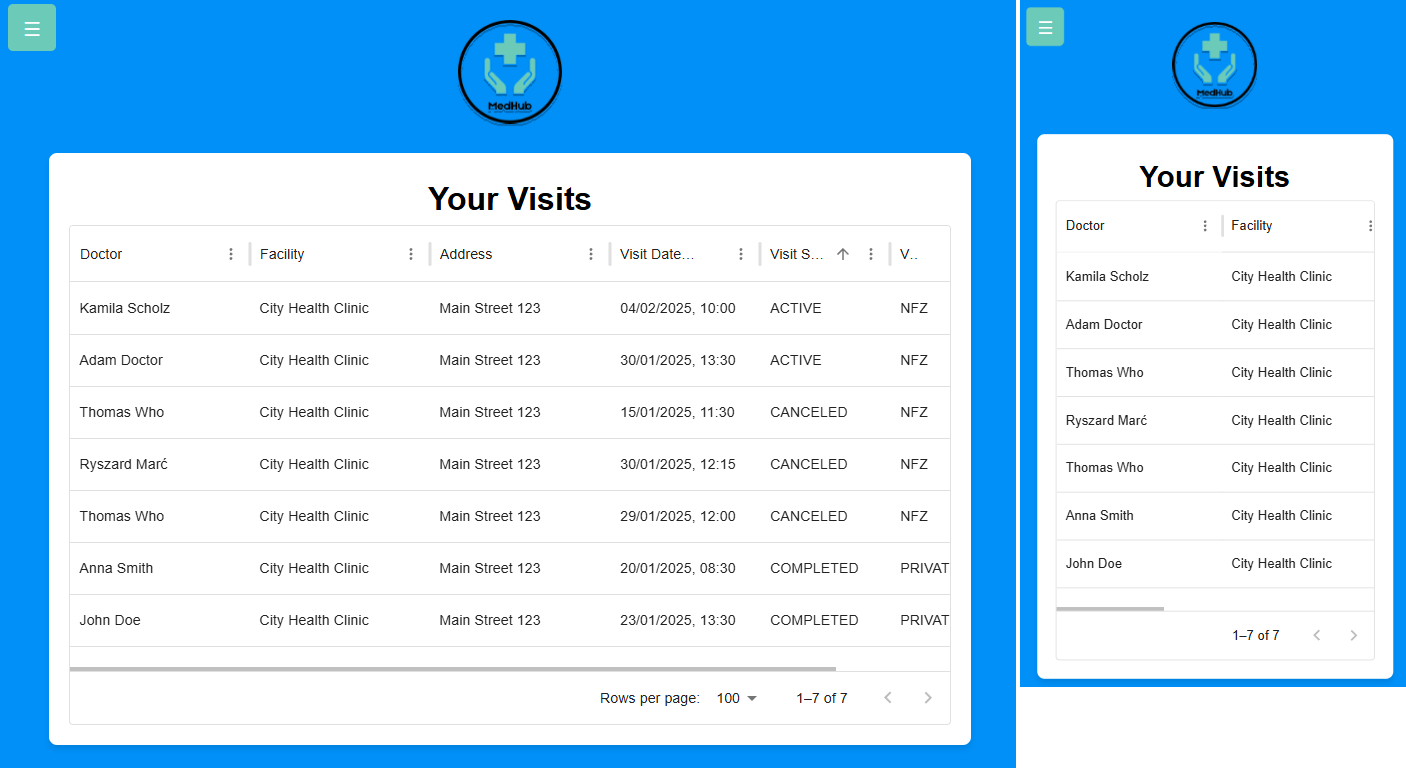 MedHub
Your Visits
Doctor Facility Address Visit Date… Visit S… V..
Kamila Scholz City Health Clinic Main Street 123 04/02/2025, 10:00 ACTIVE NFZ
Adam Doctor City Health Clinic Main Street 123 30/01/2025, 13:30 ACTIVE NFZ
Thomas Who City Health Clinic Main Street 123 15/01/2025, 11:30 CANCELED NFZ
Ryszard Marć City Health Clinic Main Street 123 30/01/2025, 12:15 CANCELED NFZ
Thomas Who City Health Clinic Main Street 123 29/01/2025, 12:00 CANCELED NFZ
Anna Smith City Health Clinic Main Street 123 20/01/2025, 08:30 COMPLETED PRIVAT
John Doe City Health Clinic Main Street 123 23/01/2025, 13:30 COMPLETED PRIVAT
Rows per page: 100 1–7 of 7
MedHub
Your Visits
Doctor Facility
Kamila Scholz City Health Clinic
Adam Doctor City Health Clinic
Thomas Who City Health Clinic
Ryszard Marć City Health Clinic
Thomas Who City Health Clinic
Anna Smith City Health Clinic
John Doe City Health Clinic
1–7 of 7